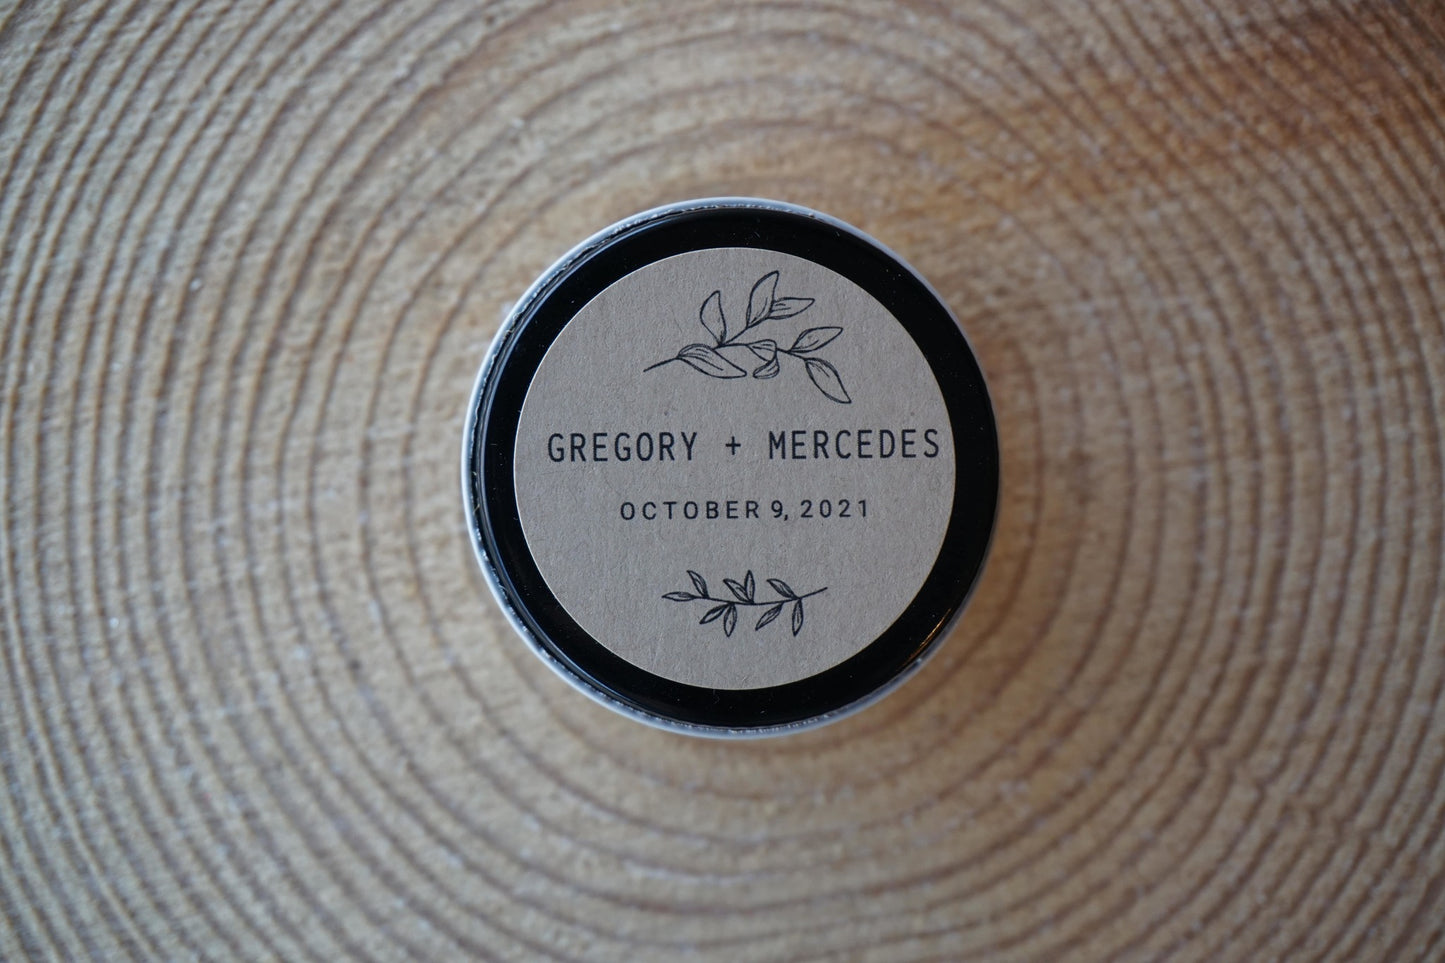 GREGORY + MERCEDES
OCTOBER 9, 2021